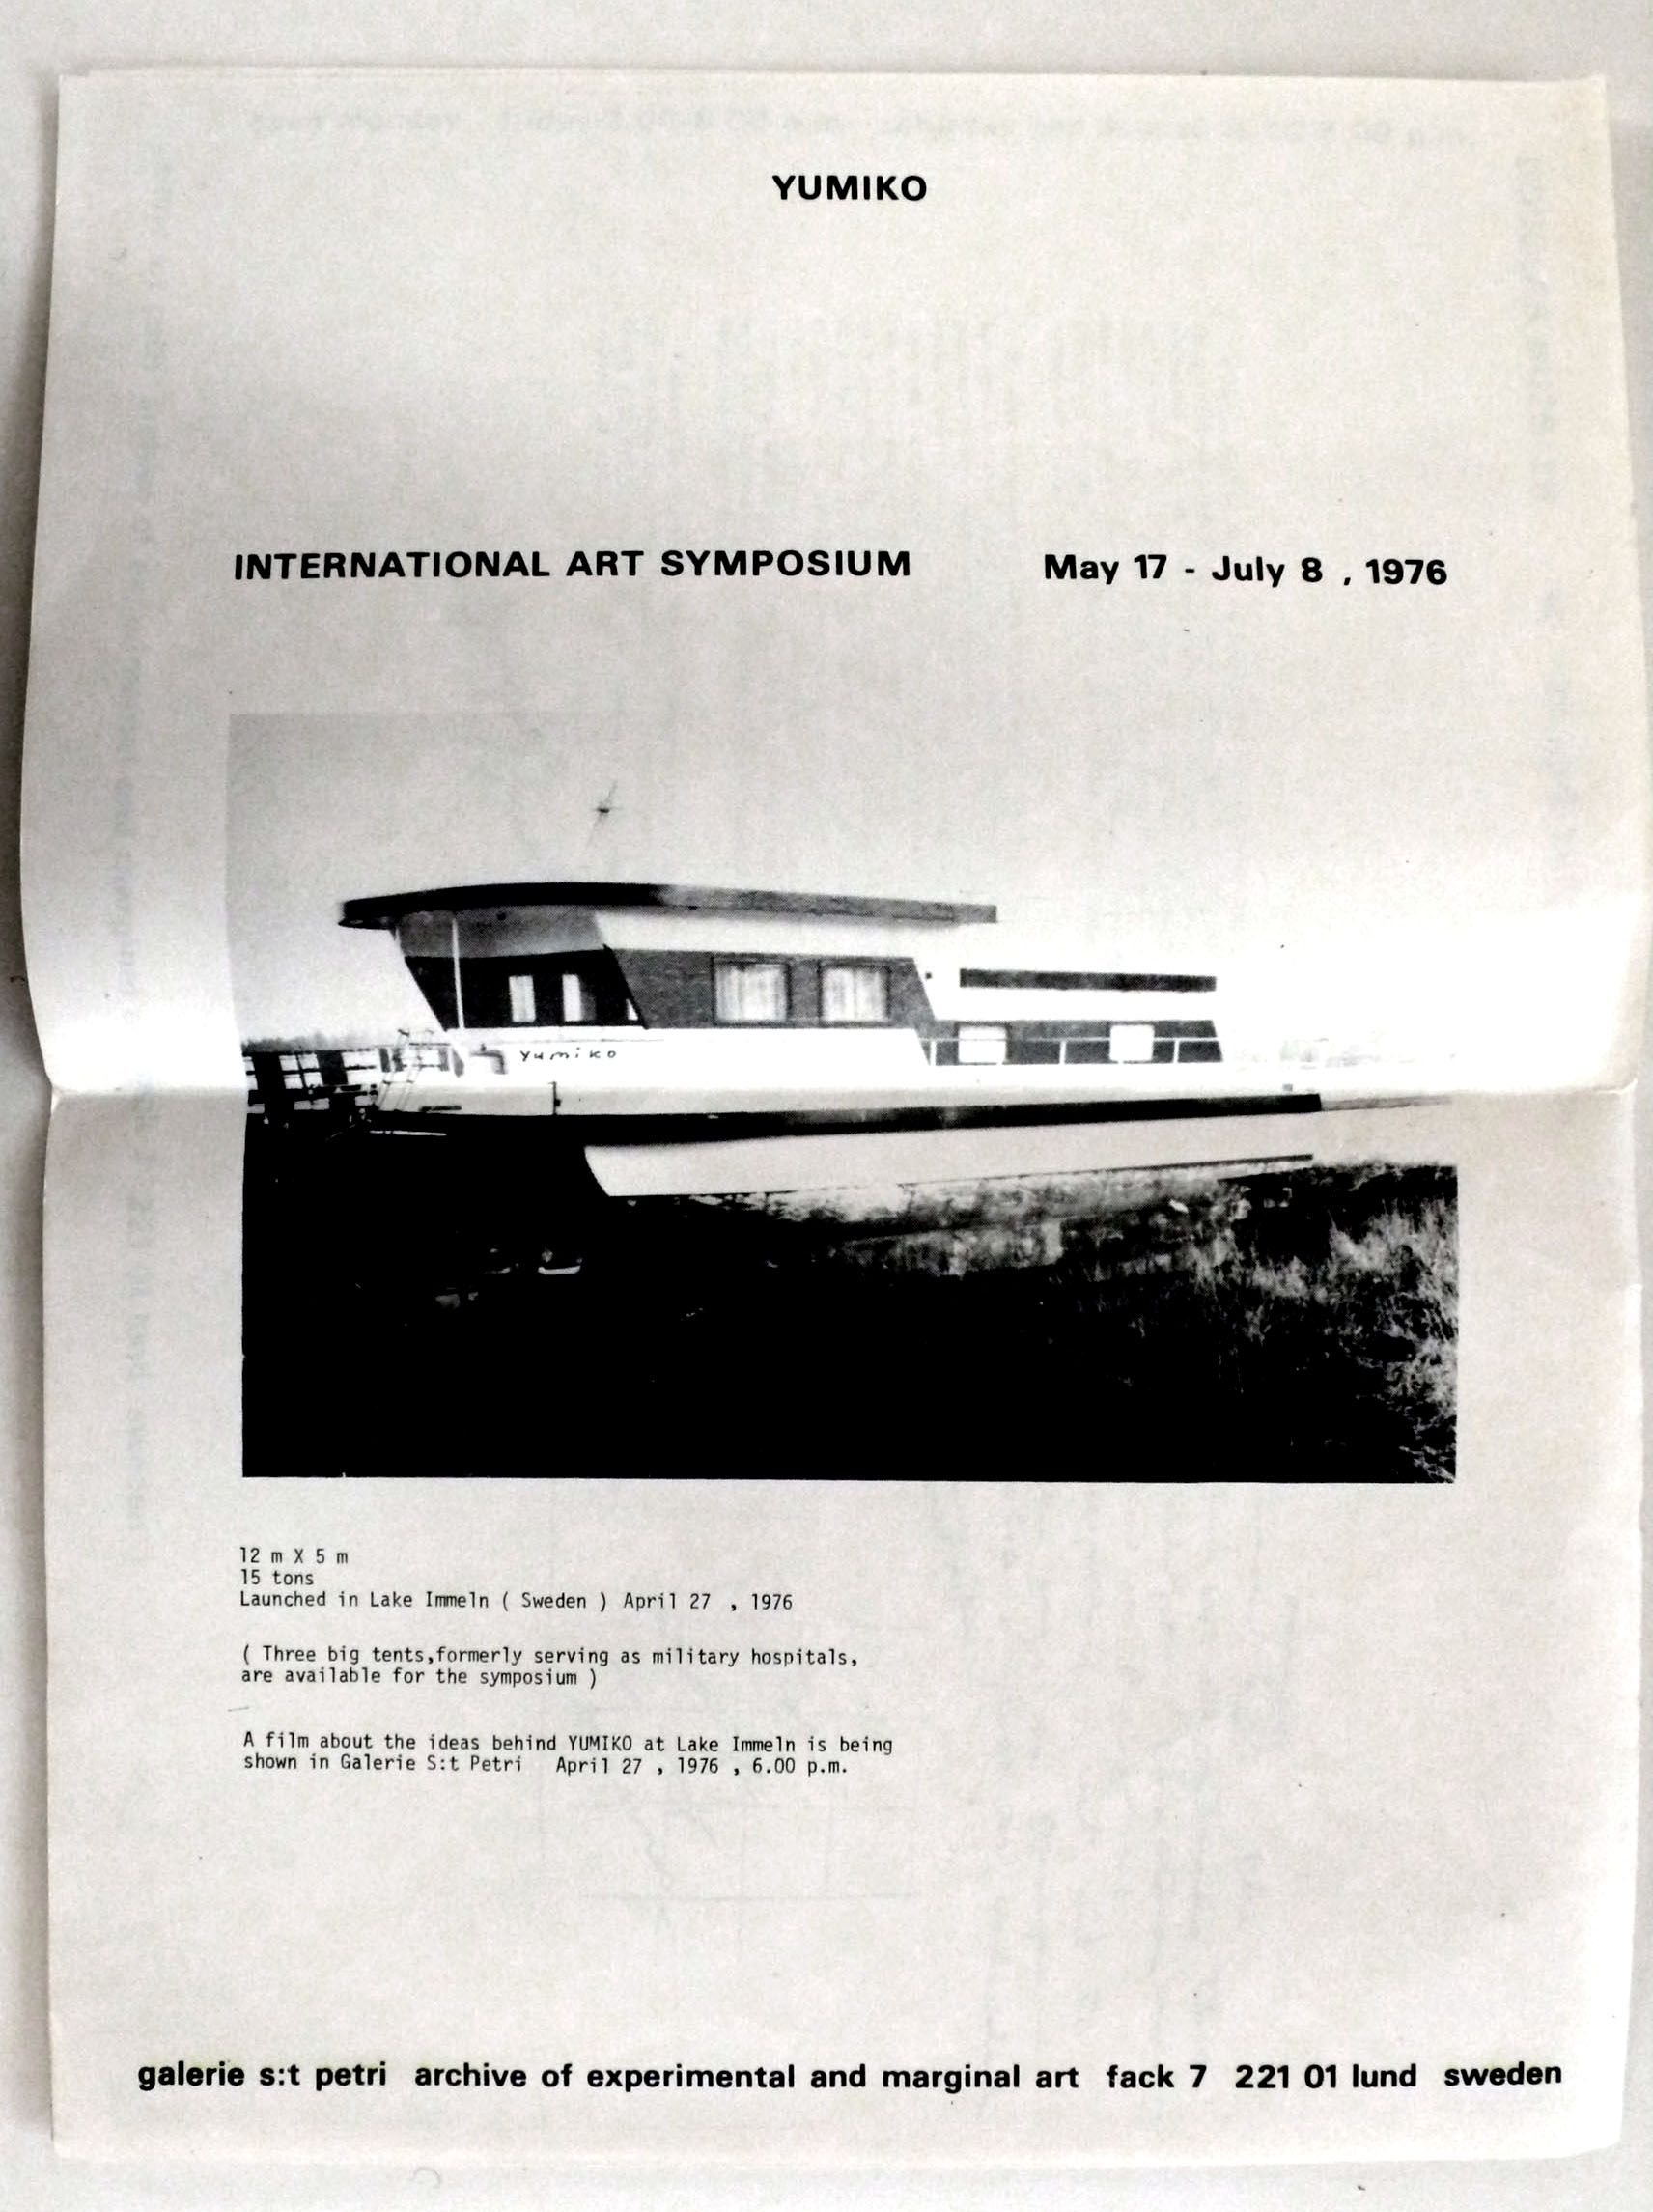 YUMIKO
INTERNATIONAL ART SYMPOSIUM May 17 - July 8 , 1976
Yumiko
12 m X 5 m
15 tons
Launched in Lake Immeln ( Sweden ) April 27 , 1976
( Three big tents,formerly serving as military hospitals,
are available for the symposium )
A film about the ideas behind YUMIKO at Lake Immeln is being
shown in Galerie S:t Petri April 27 , 1976 , 6.00 p.m.
galerie s:t petri archive of experimental and marginal art fack 7 221 01 lund sweden